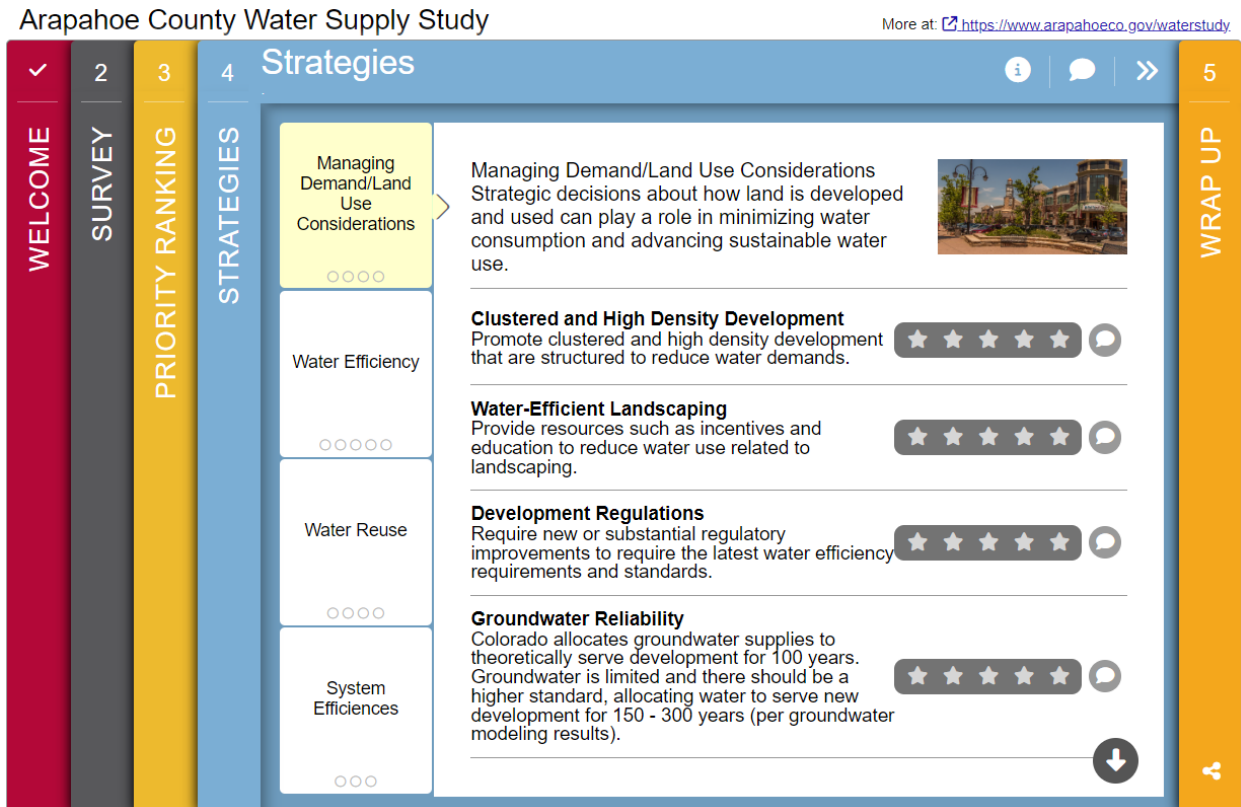 Arapahoe County Water Supply Study
More at: https://www.arapahoeco.gov/waterstudy
WELCOME
2
SURVEY
3
PRIORITY RANKING
4
STRATEGIES
Strategies
Managing
Demand/Land
Use
Considerations
Water Efficiency
Water Reuse
System
Efficiences
Managing Demand/Land Use Considerations
Strategic decisions about how land is developed
and used can play a role in minimizing water
consumption and advancing sustainable water
use.
Clustered and High Density Development
Promote clustered and high density development
that are structured to reduce water demands.
Water-Efficient Landscaping
Provide resources such as incentives and
education to reduce water use related to
landscaping.
Development Regulations
Require new or substantial regulatory
improvements to require the latest water efficiency
requirements and standards.
Groundwater Reliability
Colorado allocates groundwater supplies to
theoretically serve development for 100 years.
Groundwater is limited and there should be a
higher standard, allocating water to serve new
development for 150 - 300 years (per groundwater
modeling results).
5
WRAP UP